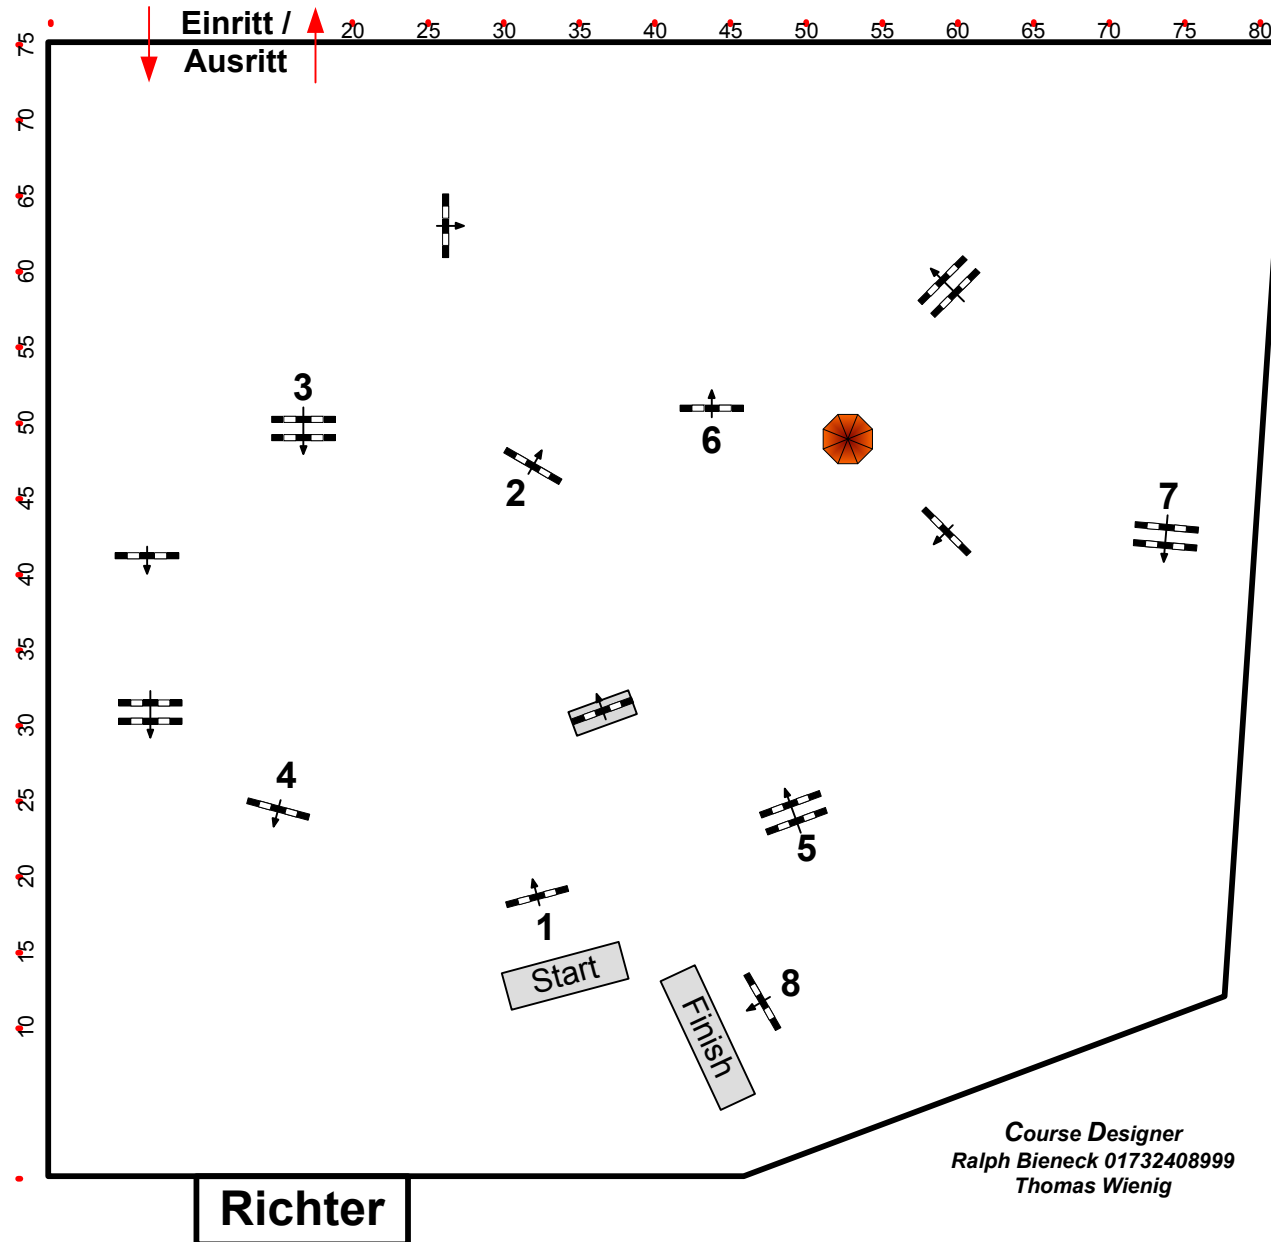 Einritt /
Ausritt
20 25 30 35 40 45 50 55 60 65 70 75 80
75
70
65
60
55
50
45
40
35
30
25
20
15
10
3
6
2
7
4
5
1
Start
8
Finish
Course Designer
Ralph Bieneck 01732408999
Thomas Wienig
Richter